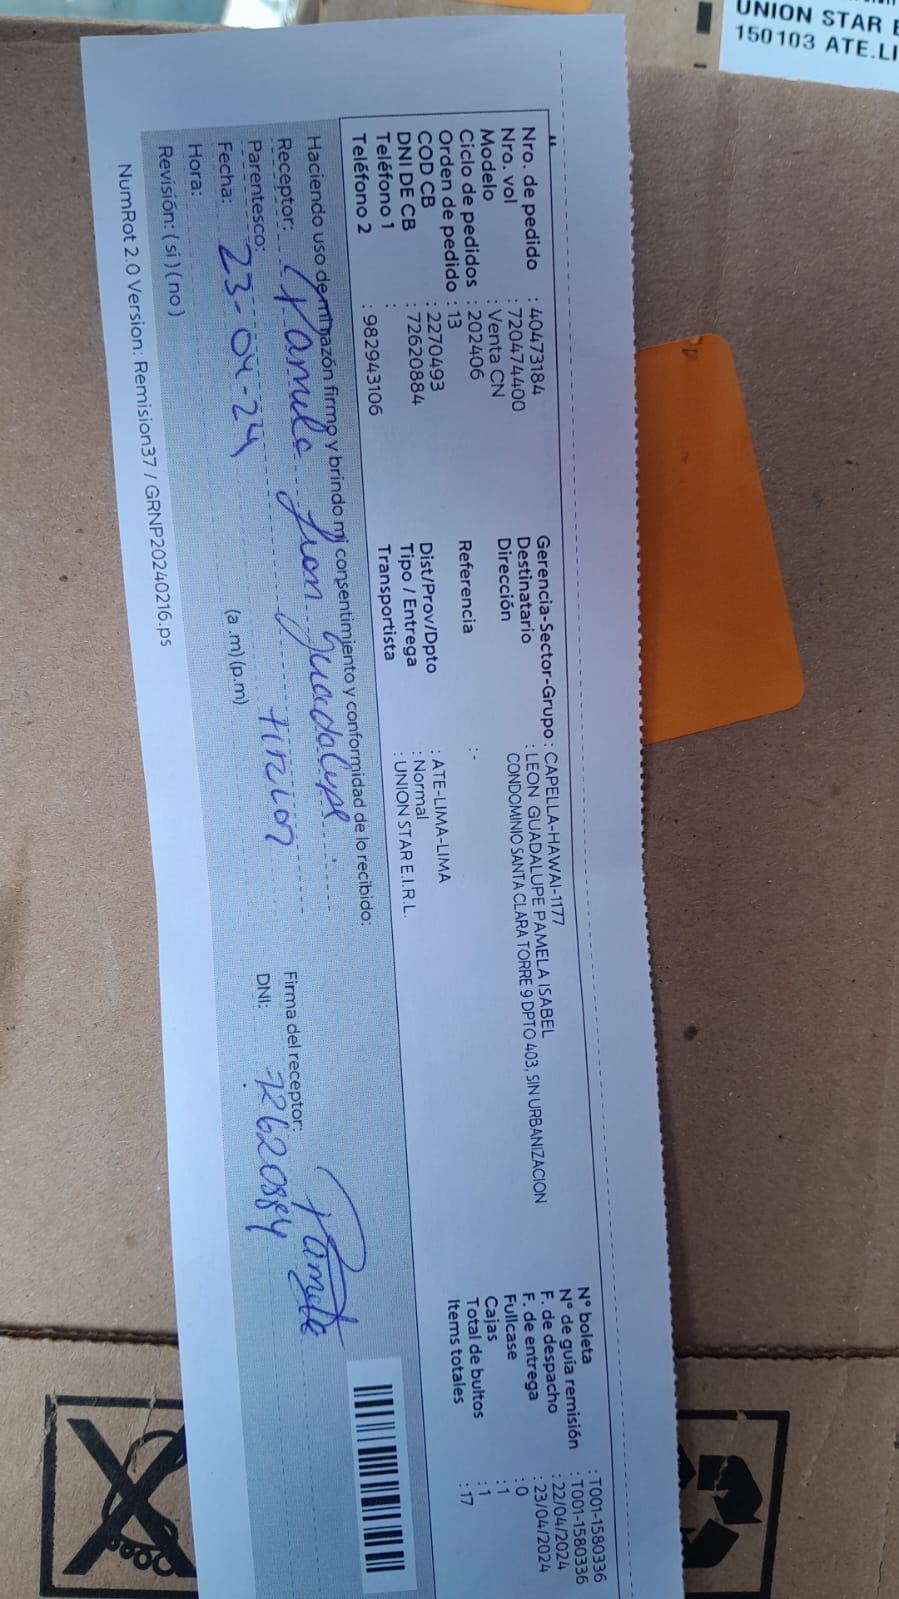 UNION STAR E
150103 ATE.LI
Nro. de pedido : 40473184
Nro. vol : 720474400
Modelo : Venta CN
Ciclo de pedidos : 202406
Orden de pedido : 13
COD CB : 2270493
DNI DE CB : 72620884
Teléfono 1 :
Teléfono 2 : 982943106
Gerencia-Sector-Grupo : CAPELLA-HAWAI-1177
Destinatario : LEON GUADALUPE PAMELA ISABEL
Dirección : CONDOMINIO SANTA CLARA TORRE 9 DPTO 403, SIN URBANIZACION
Referencia :-
Dist/Prov/Dpto : ATE-LIMA-LIMA
Tipo / Entrega : Normal
Transportista : UNION STAR E.I.R.L.
N° boleta : T001-1580336
N° de guía remisión : T001-1580336
F. de despacho : 22/04/2024
F. de entrega : 23/04/2024
Fullcase : 0
Cajas : 1
Total de bultos : 1
Items totales : 17
Haciendo uso de mi razón firmo y brindo mi consentimiento y conformidad de lo recibido:
Receptor: Pamela Leon Guadalupe
Firma del receptor: Pamela
Parentesco: titular
DNI: 72620884
Fecha: 23-04-24
Hora: (a .m) (p.m)
Revisión: ( si ) ( no )
NumRot 2.0 Version: Remision37 / GRNP20240216.ps